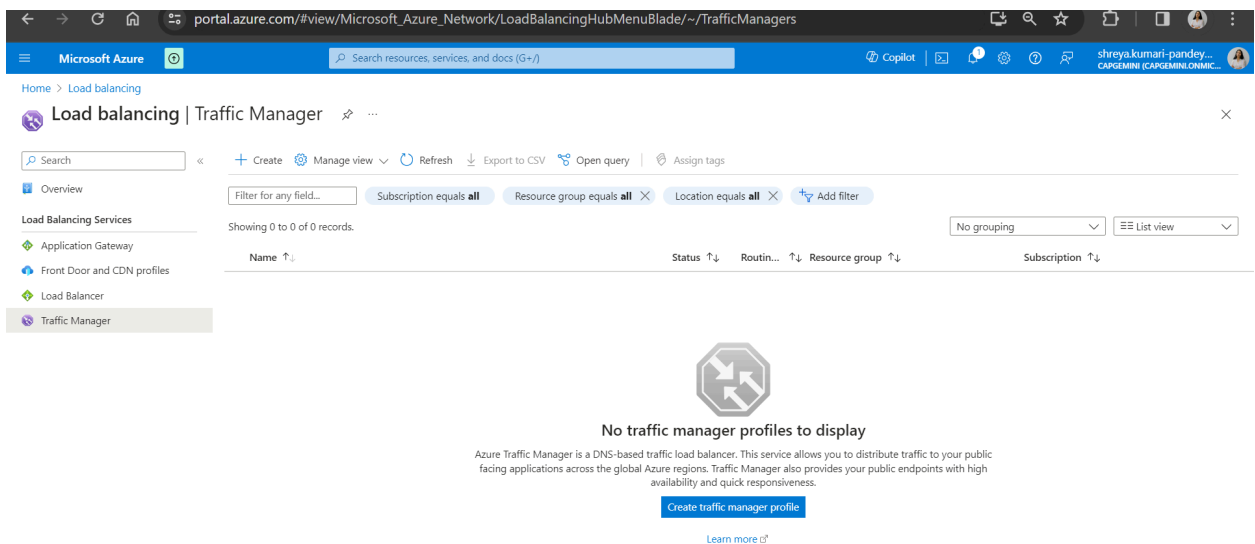 portal.azure.com/#view/Microsoft_Azure_Network/LoadBalancingHubMenuBlade/~/TrafficManagers
Microsoft Azure
Search resources, services, and docs (G+/)
Copilot
1
shreya.kumari-pandey...
CAPGEMINI (CAPGEMINI.ONMIC...
Home > Load balancing
Load balancing | Traffic Manager ...
Search
«
Create
Manage view
Refresh
Export to CSV
Open query
Assign tags
Overview
Filter for any field...
Subscription equals all
Resource group equals all
Location equals all
Add filter
Load Balancing Services
Showing 0 to 0 of 0 records.
No grouping
List view
Application Gateway
Name ↑↓
Status ↑↓
Routin... ↑↓
Resource group ↑↓
Subscription ↑↓
Front Door and CDN profiles
Load Balancer
Traffic Manager
No traffic manager profiles to display
Azure Traffic Manager is a DNS-based traffic load balancer. This service allows you to distribute traffic to your public
facing applications across the global Azure regions. Traffic Manager also provides your public endpoints with high
availability and quick responsiveness.
Create traffic manager profile
Learn more